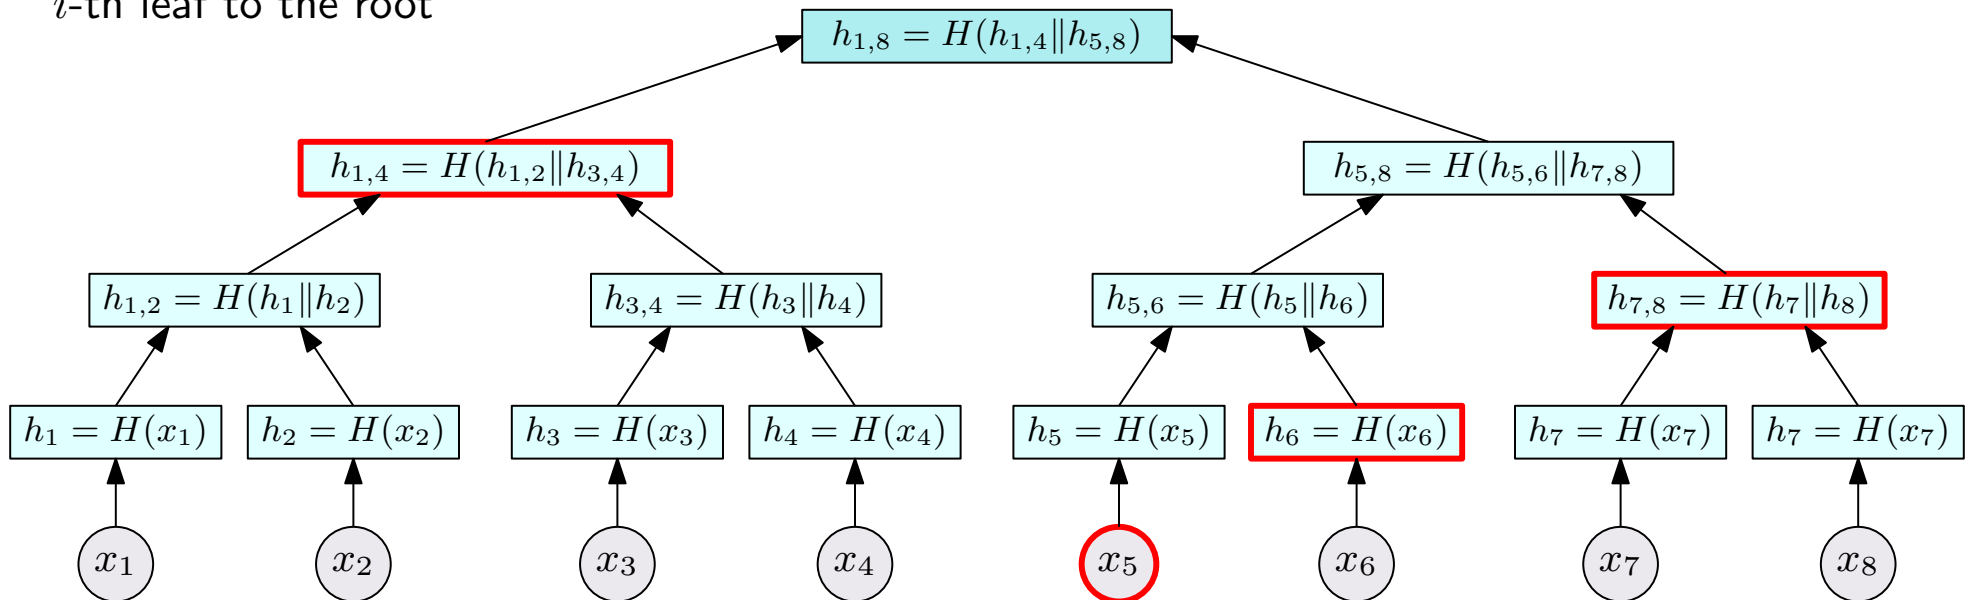 i-th leaf to the root
h₁,₈ = H(h₁,₄‖h₅,₈)
h₁,₄ = H(h₁,₂‖h₃,₄) h₅,₈ = H(h₅,₆‖h₇,₈)
h₁,₂ = H(h₁‖h₂) h₃,₄ = H(h₃‖h₄) h₅,₆ = H(h₅‖h₆) h₇,₈ = H(h₇‖h₈)
h₁ = H(x₁) h₂ = H(x₂) h₃ = H(x₃) h₄ = H(x₄) h₅ = H(x₅) h₆ = H(x₆) h₇ = H(x₇) h₇ = H(x₇)
x₁ x₂ x₃ x₄ x₅ x₆ x₇ x₈